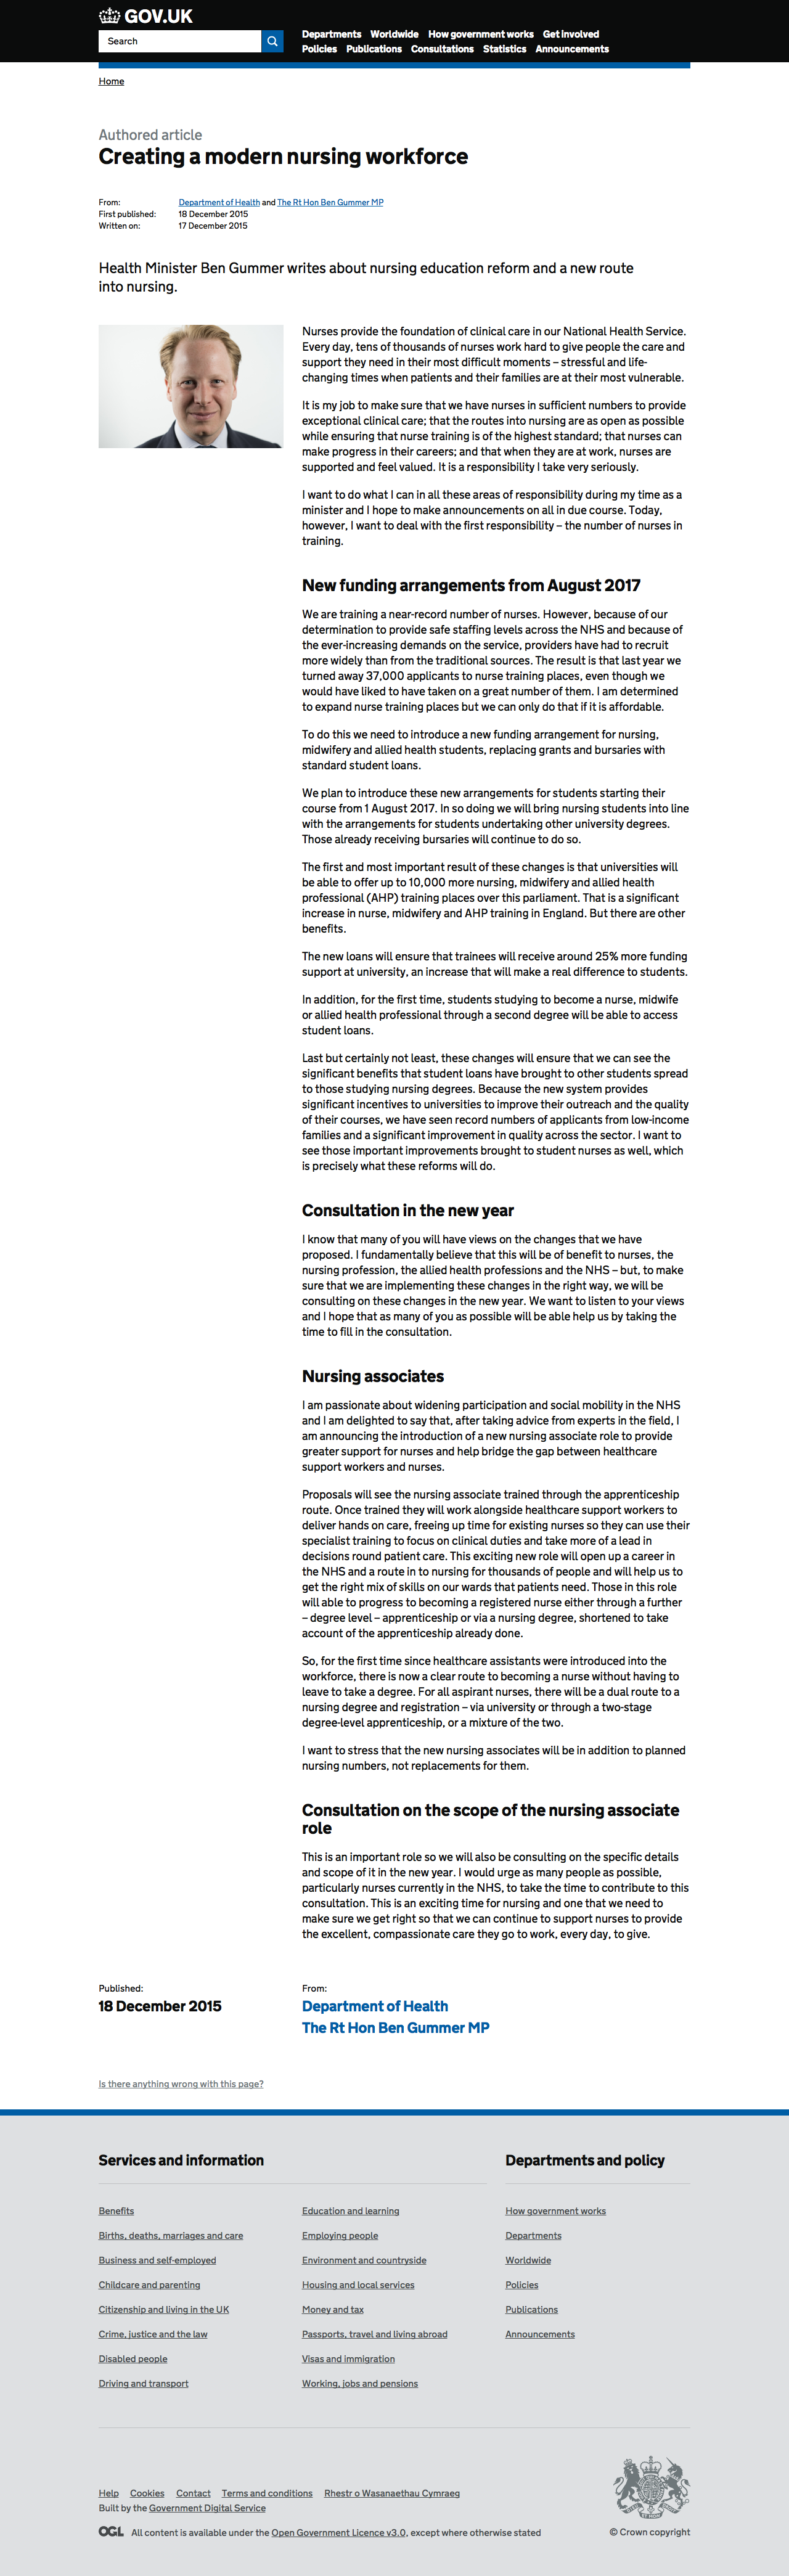 GOV.UK
Search
Departments Worldwide How government works Get involved
Policies Publications Consultations Statistics Announcements
Home
Authored article
Creating a modern nursing workforce
From: Department of Health and The Rt Hon Ben Gummer MP
First published: 18 December 2015
Written on: 17 December 2015
Health Minister Ben Gummer writes about nursing education reform and a new route
into nursing.
Nurses provide the foundation of clinical care in our National Health Service.
Every day, tens of thousands of nurses work hard to give people the care and
support they need in their most difficult moments – stressful and life-
changing times when patients and their families are at their most vulnerable.
It is my job to make sure that we have nurses in sufficient numbers to provide
exceptional clinical care; that the routes into nursing are as open as possible
while ensuring that nurse training is of the highest standard; that nurses can
make progress in their careers; and that when they are at work, nurses are
supported and feel valued. It is a responsibility I take very seriously.
I want to do what I can in all these areas of responsibility during my time as a
minister and I hope to make announcements on all in due course. Today,
however, I want to deal with the first responsibility – the number of nurses in
training.
New funding arrangements from August 2017
We are training a near-record number of nurses. However, because of our
determination to provide safe staffing levels across the NHS and because of
the ever-increasing demands on the service, providers have had to recruit
more widely than from the traditional sources. The result is that last year we
turned away 37,000 applicants to nurse training places, even though we
would have liked to have taken on a great number of them. I am determined
to expand nurse training places but we can only do that if it is affordable.
To do this we need to introduce a new funding arrangement for nursing,
midwifery and allied health students, replacing grants and bursaries with
standard student loans.
We plan to introduce these new arrangements for students starting their
course from 1 August 2017. In so doing we will bring nursing students into line
with the arrangements for students undertaking other university degrees.
Those already receiving bursaries will continue to do so.
The first and most important result of these changes is that universities will
be able to offer up to 10,000 more nursing, midwifery and allied health
professional (AHP) training places over this parliament. That is a significant
increase in nurse, midwifery and AHP training in England. But there are other
benefits.
The new loans will ensure that trainees will receive around 25% more funding
support at university, an increase that will make a real difference to students.
In addition, for the first time, students studying to become a nurse, midwife
or allied health professional through a second degree will be able to access
student loans.
Last but certainly not least, these changes will ensure that we can see the
significant benefits that student loans have brought to other students spread
to those studying nursing degrees. Because the new system provides
significant incentives to universities to improve their outreach and the quality
of their courses, we have seen record numbers of applicants from low-income
families and a significant improvement in quality across the sector. I want to
see those important improvements brought to student nurses as well, which
is precisely what these reforms will do.
Consultation in the new year
I know that many of you will have views on the changes that we have
proposed. I fundamentally believe that this will be of benefit to nurses, the
nursing profession, the allied health professions and the NHS – but, to make
sure that we are implementing these changes in the right way, we will be
consulting on these changes in the new year. We want to listen to your views
and I hope that as many of you as possible will be able help us by taking the
time to fill in the consultation.
Nursing associates
I am passionate about widening participation and social mobility in the NHS
and I am delighted to say that, after taking advice from experts in the field, I
am announcing the introduction of a new nursing associate role to provide
greater support for nurses and help bridge the gap between healthcare
support workers and nurses.
Proposals will see the nursing associate trained through the apprenticeship
route. Once trained they will work alongside healthcare support workers to
deliver hands on care, freeing up time for existing nurses so they can use their
specialist training to focus on clinical duties and take more of a lead in
decisions round patient care. This exciting new role will open up a career in
the NHS and a route in to nursing for thousands of people and will help us to
get the right mix of skills on our wards that patients need. Those in this role
will able to progress to becoming a registered nurse either through a further
– degree level – apprenticeship or via a nursing degree, shortened to take
account of the apprenticeship already done.
So, for the first time since healthcare assistants were introduced into the
workforce, there is now a clear route to becoming a nurse without having to
leave to take a degree. For all aspirant nurses, there will be a dual route to a
nursing degree and registration – via university or through a two-stage
degree-level apprenticeship, or a mixture of the two.
I want to stress that the new nursing associates will be in addition to planned
nursing numbers, not replacements for them.
Consultation on the scope of the nursing associate
role
This is an important role so we will also be consulting on the specific details
and scope of it in the new year. I would urge as many people as possible,
particularly nurses currently in the NHS, to take the time to contribute to this
consultation. This is an exciting time for nursing and one that we need to
make sure we get right so that we can continue to support nurses to provide
the excellent, compassionate care they go to work, every day, to give.
Published: From:
18 December 2015 Department of Health
The Rt Hon Ben Gummer MP
Is there anything wrong with this page?
Services and information Departments and policy
Benefits Education and learning How government works
Births, deaths, marriages and care Employing people Departments
Business and self-employed Environment and countryside Worldwide
Childcare and parenting Housing and local services Policies
Citizenship and living in the UK Money and tax Publications
Crime, justice and the law Passports, travel and living abroad Announcements
Disabled people Visas and immigration
Driving and transport Working, jobs and pensions
Help Cookies Contact Terms and conditions Rhestr o Wasanaethau Cymraeg
Built by the Government Digital Service
OGL All content is available under the Open Government Licence v3.0, except where otherwise stated © Crown copyright